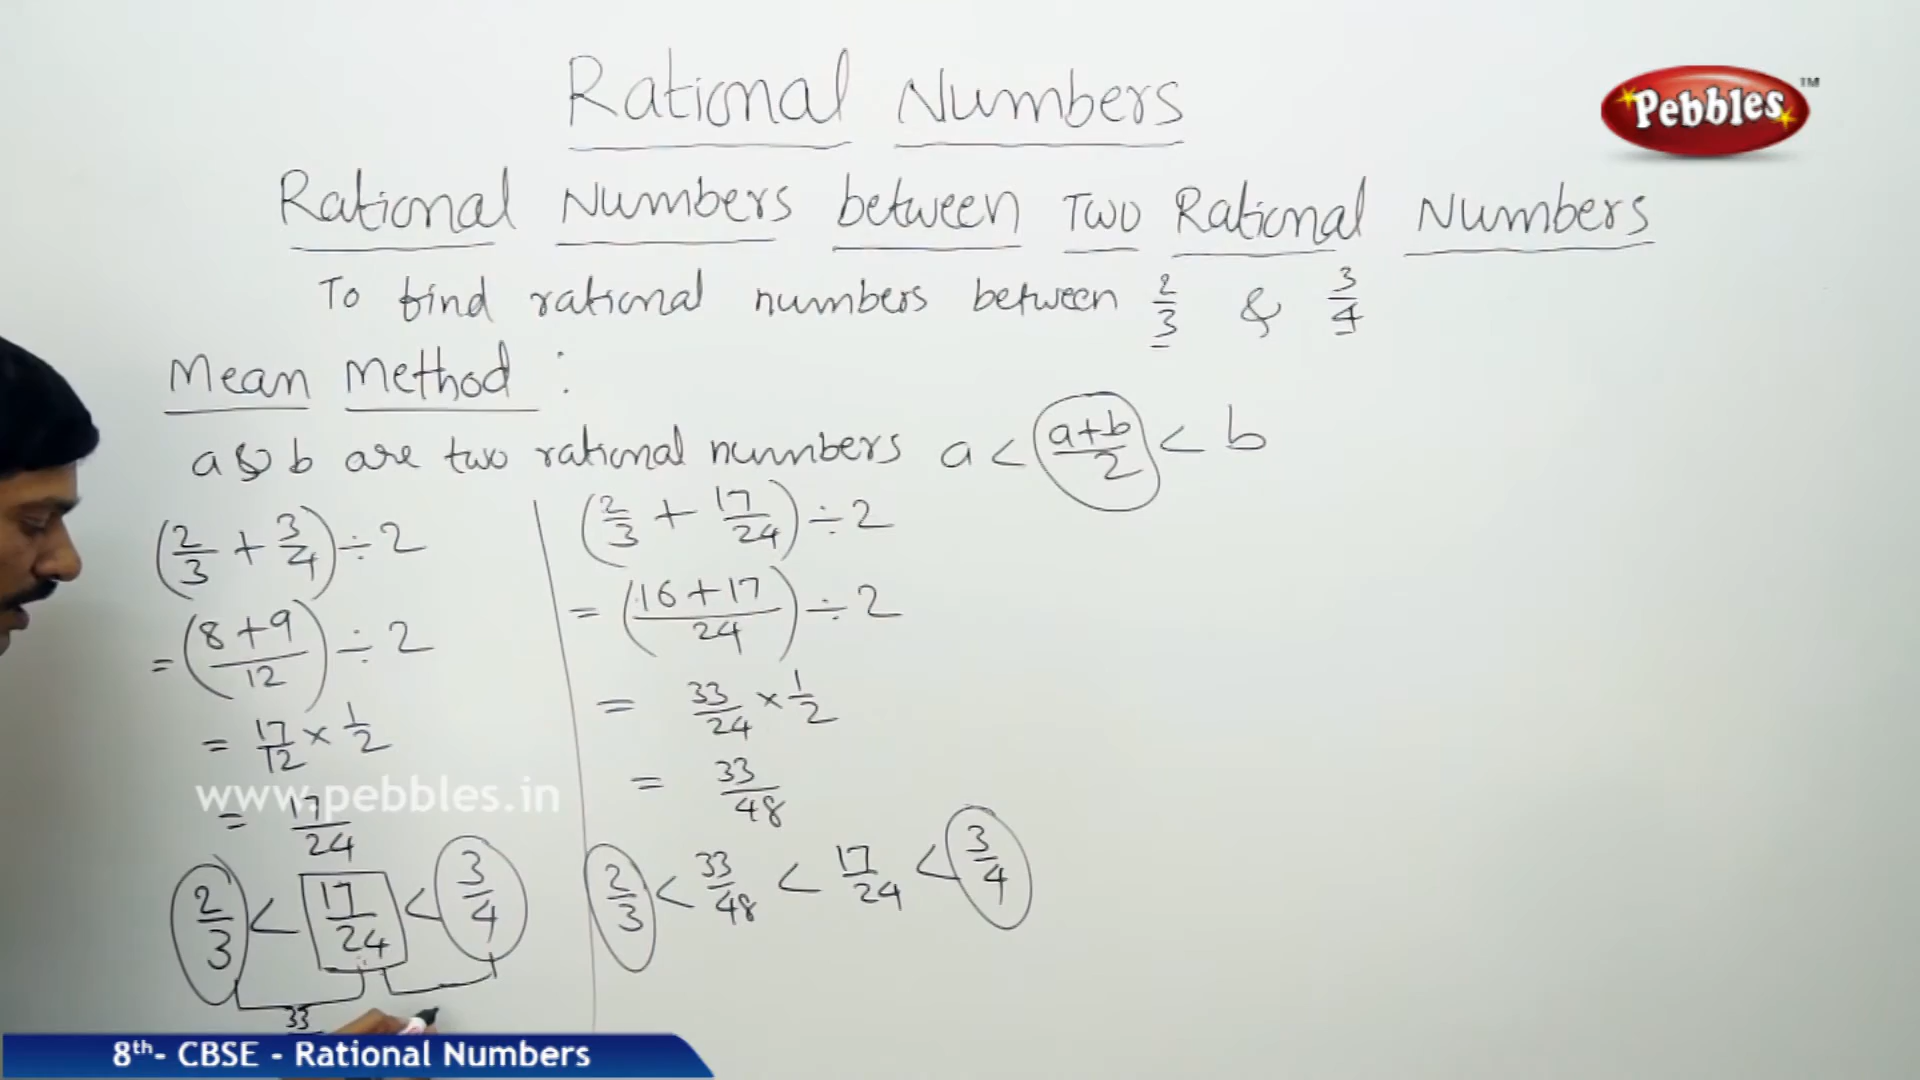 Rational Numbers
Pebbles™
Rational Numbers between Two Rational Numbers
To find rational numbers between 2/3 & 3/4
Mean Method :
a & b are two rational numbers a < (a+b)/2 < b
(2/3 + 3/4) ÷ 2
= ((8+9)/12) ÷ 2
= 17/12 × 1/2
= 17/24
2/3 < 17/24 < 3/4
33
(2/3 + 17/24) ÷ 2
= ((16+17)/24) ÷ 2
= 33/24 × 1/2
= 33/48
2/3 < 33/48 < 17/24 < 3/4
www.pebbles.in
8th- CBSE - Rational Numbers